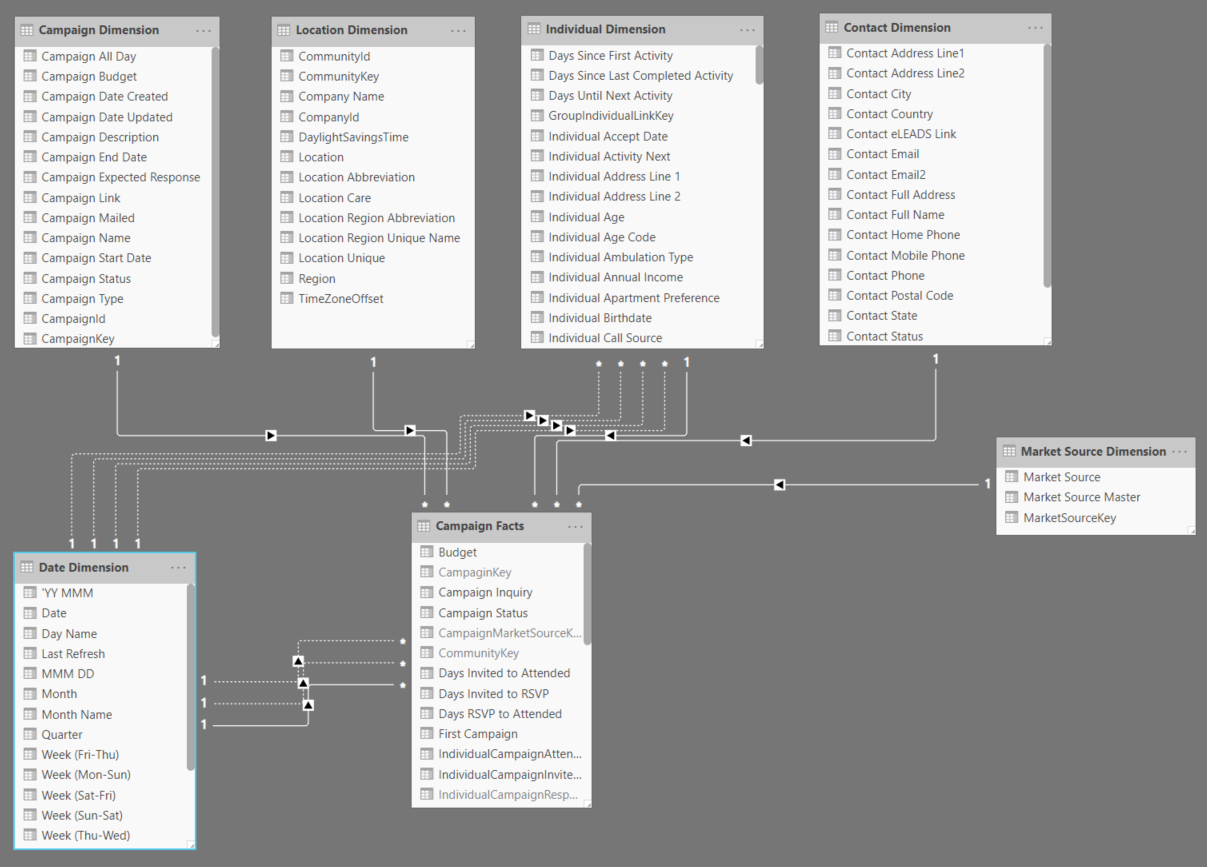 Campaign Dimension
Campaign All Day
Campaign Budget
Campaign Date Created
Campaign Date Updated
Campaign Description
Campaign End Date
Campaign Expected Response
Campaign Link
Campaign Mailed
Campaign Name
Campaign Start Date
Campaign Status
Campaign Type
CampaignId
CampaignKey
Location Dimension
CommunityId
CommunityKey
Company Name
CompanyId
DaylightSavingsTime
Location
Location Abbreviation
Location Care
Location Region Abbreviation
Location Region Unique Name
Location Unique
Region
TimeZoneOffset
Individual Dimension
Days Since First Activity
Days Since Last Completed Activity
Days Until Next Activity
GroupIndividualLinkKey
Individual Accept Date
Individual Activity Next
Individual Address Line 1
Individual Address Line 2
Individual Age
Individual Age Code
Individual Ambulation Type
Individual Annual Income
Individual Apartment Preference
Individual Birthdate
Individual Call Source
Contact Dimension
Contact Address Line1
Contact Address Line2
Contact City
Contact Country
Contact eLEADS Link
Contact Email
Contact Email2
Contact Full Address
Contact Full Name
Contact Home Phone
Contact Mobile Phone
Contact Phone
Contact Postal Code
Contact State
Contact Status
1
1
* * * * 1
1
Market Source Dimension
Market Source
Market Source Master
MarketSourceKey
1
* * * * *
1 1 1 1
Date Dimension
'YY MMM
Date
Day Name
Last Refresh
MMM DD
Month
Month Name
Quarter
Week (Fri-Thu)
Week (Mon-Sun)
Week (Sat-Fri)
Week (Sun-Sat)
Week (Thu-Wed)
1
1
1
*
*
*
Campaign Facts
Budget
CampaginKey
Campaign Inquiry
Campaign Status
CampaignMarketSourceK...
CommunityKey
Days Invited to Attended
Days Invited to RSVP
Days RSVP to Attended
First Campaign
IndividualCampaignAtten...
IndividualCampaignInvite...
IndividualCampaignResp...